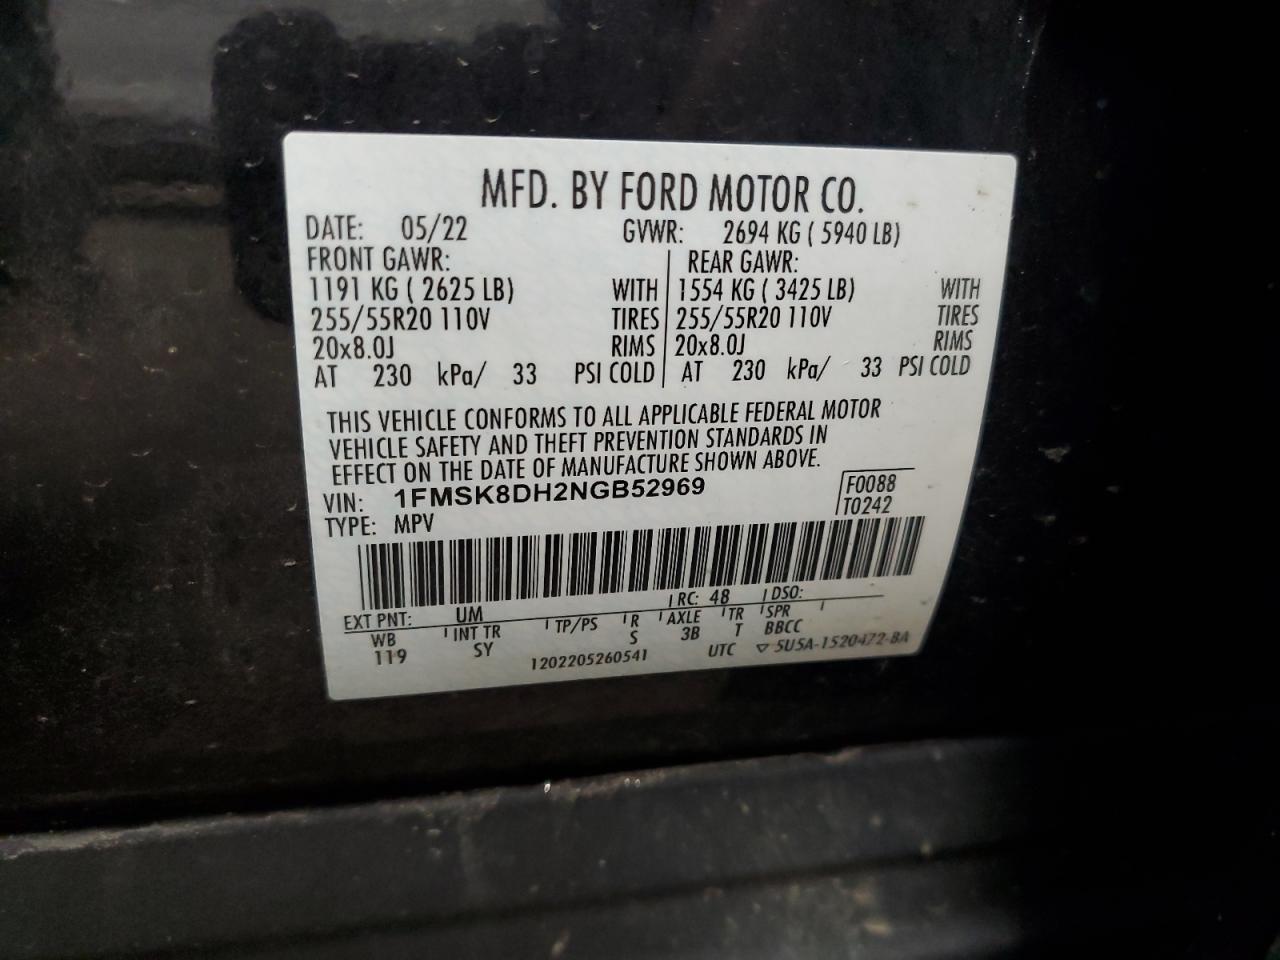 MFD. BY FORD MOTOR CO.
DATE: 05/22 GVWR: 2694 KG ( 5940 LB)
FRONT GAWR: REAR GAWR:
1191 KG ( 2625 LB) WITH 1554 KG ( 3425 LB) WITH
255/55R20 110V TIRES 255/55R20 110V TIRES
20x8.0J RIMS 20x8.0J RIMS
AT 230 kPa/ 33 PSI COLD AT 230 kPa/ 33 PSI COLD
THIS VEHICLE CONFORMS TO ALL APPLICABLE FEDERAL MOTOR
VEHICLE SAFETY AND THEFT PREVENTION STANDARDS IN
EFFECT ON THE DATE OF MANUFACTURE SHOWN ABOVE.
VIN: 1FMSK8DH2NGB52969 F0088
TYPE: MPV T0242
EXT PNT: UM RC: 48 DSO:
WB INT TR TP/PS R AXLE TR SPR
119 SY S 3B T BBCC
1202205260541 UTC ▽ 5U5A-1520472-BA